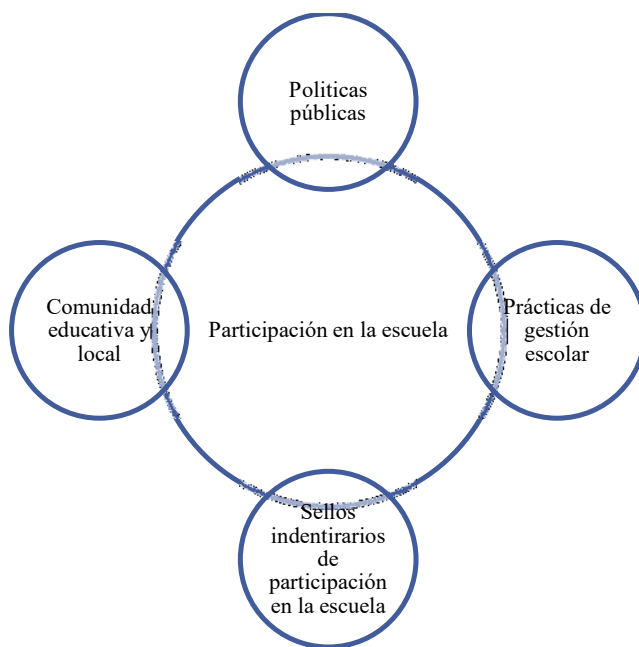 Politicas
públicas
Comunidad
educativa y
local
Participación en la escuela
Prácticas de
gestión
escolar
Sellos
indentirarios
de
participación
en la escuela